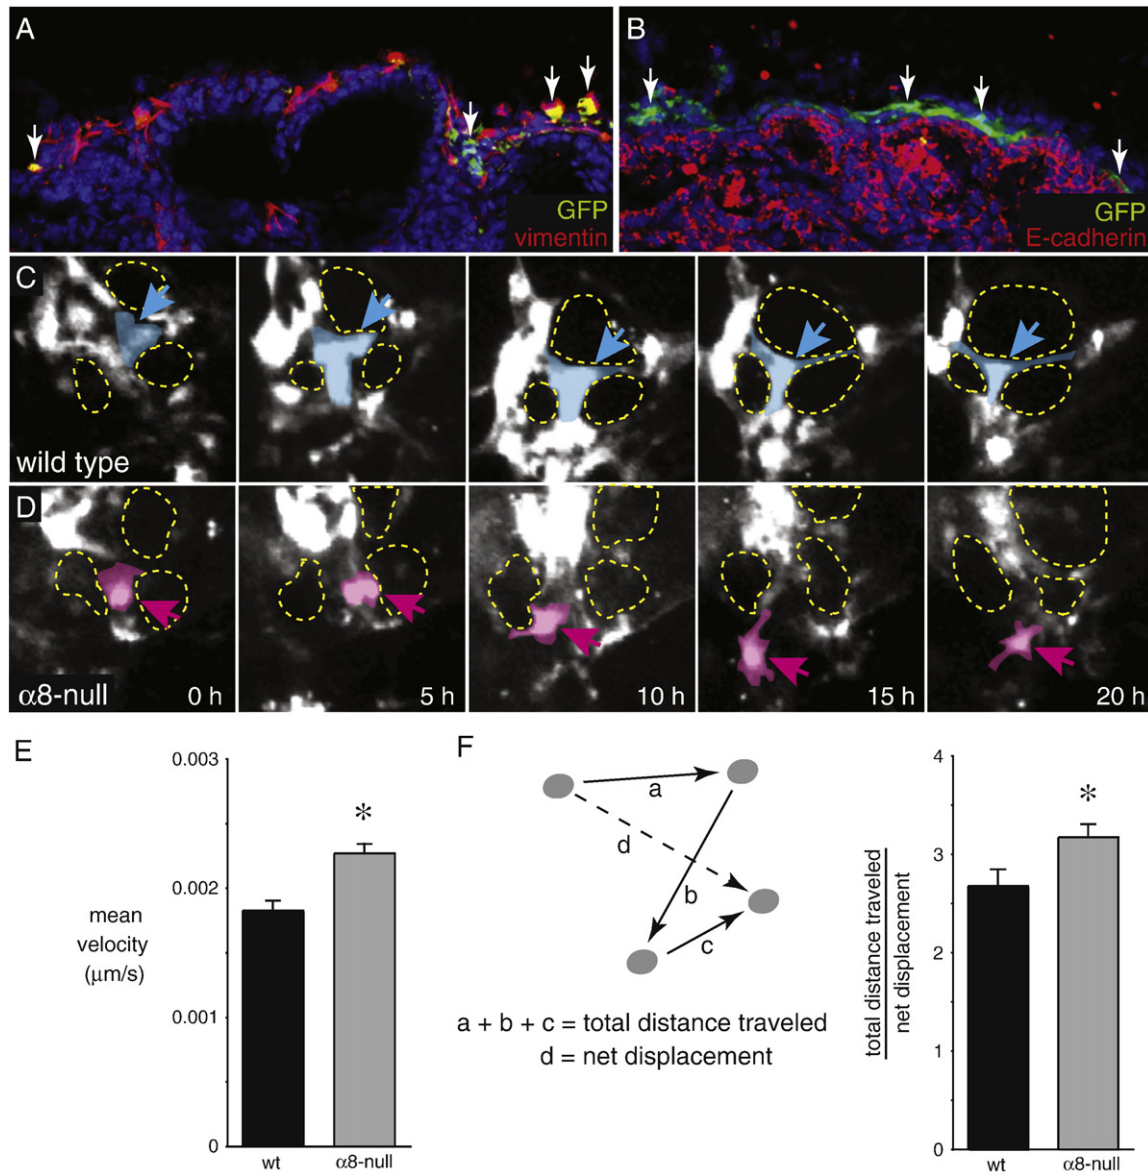 A
GFP
vimentin
B
GFP
E-cadherin
C
wild type
D
α8-null
0 h
5 h
10 h
15 h
20 h
E
0.003
0.002
0.001
0
mean
velocity
(µm/s)
*
wt
α8-null
F
a
d
b
c
a + b + c = total distance traveled
d = net displacement
4
3
2
1
0
total distance traveled
net displacement
*
wt
α8-null